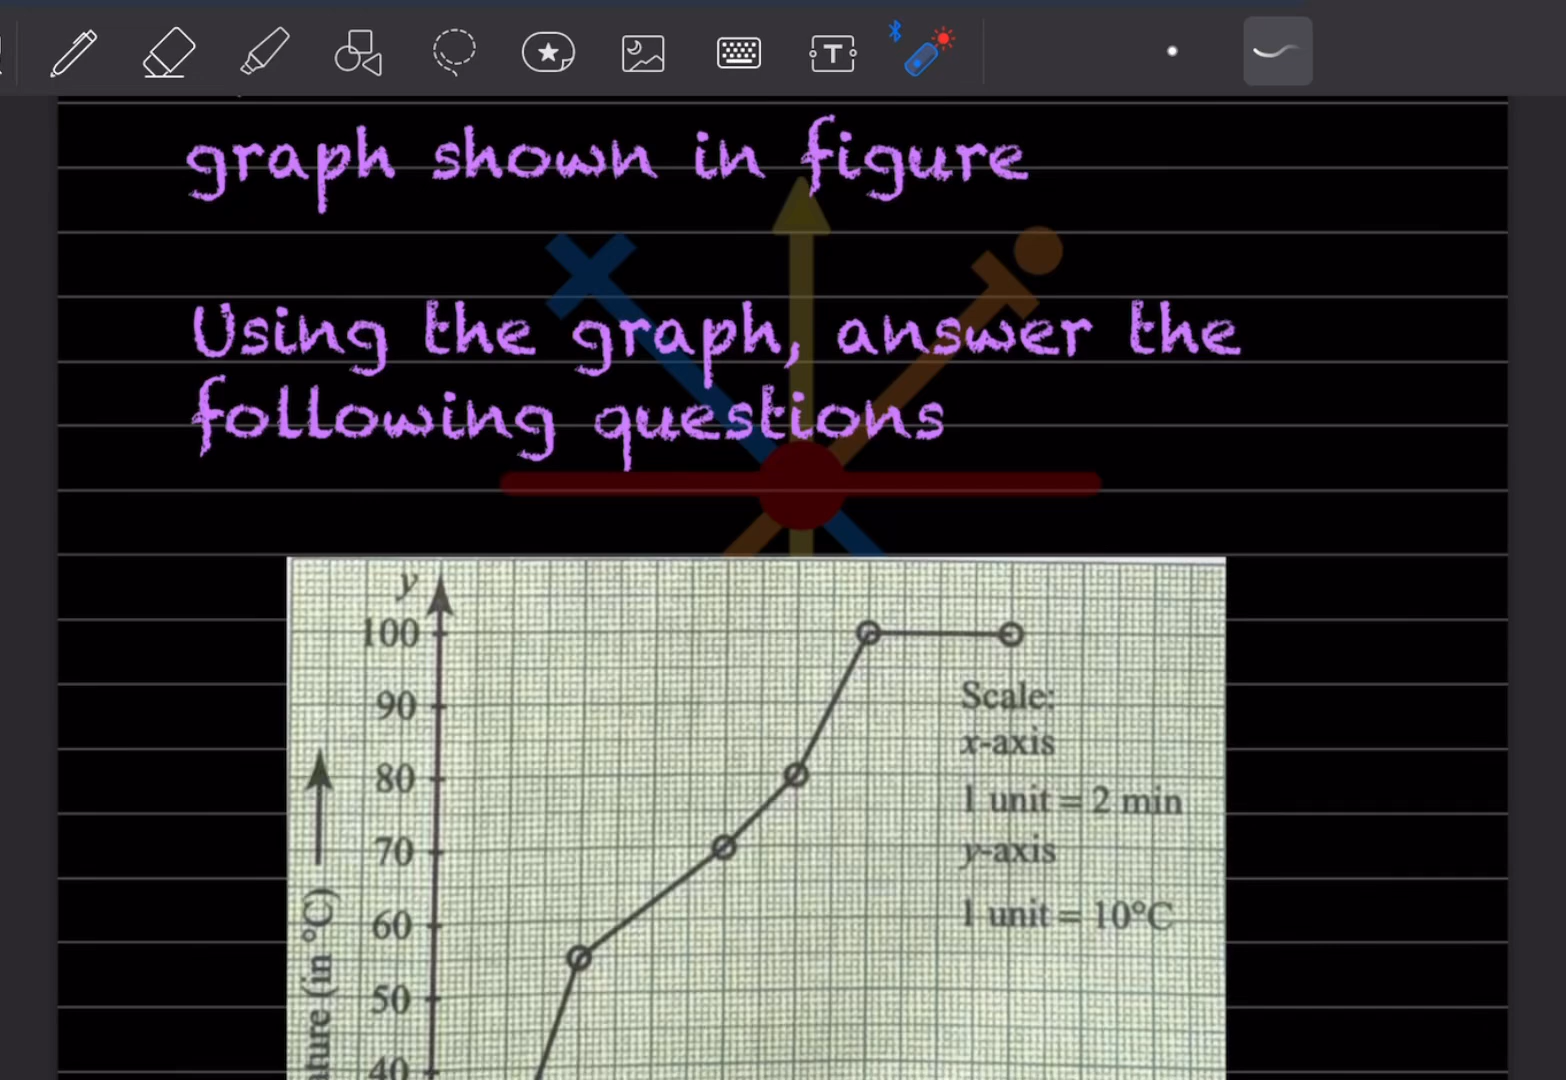 graph shown in figure
Using the graph, answer the
following questions
y
100
90
80
70
60
50
40
ature (in °C)
Scale:
x-axis
1 unit = 2 min
y-axis
1 unit = 10°C
T